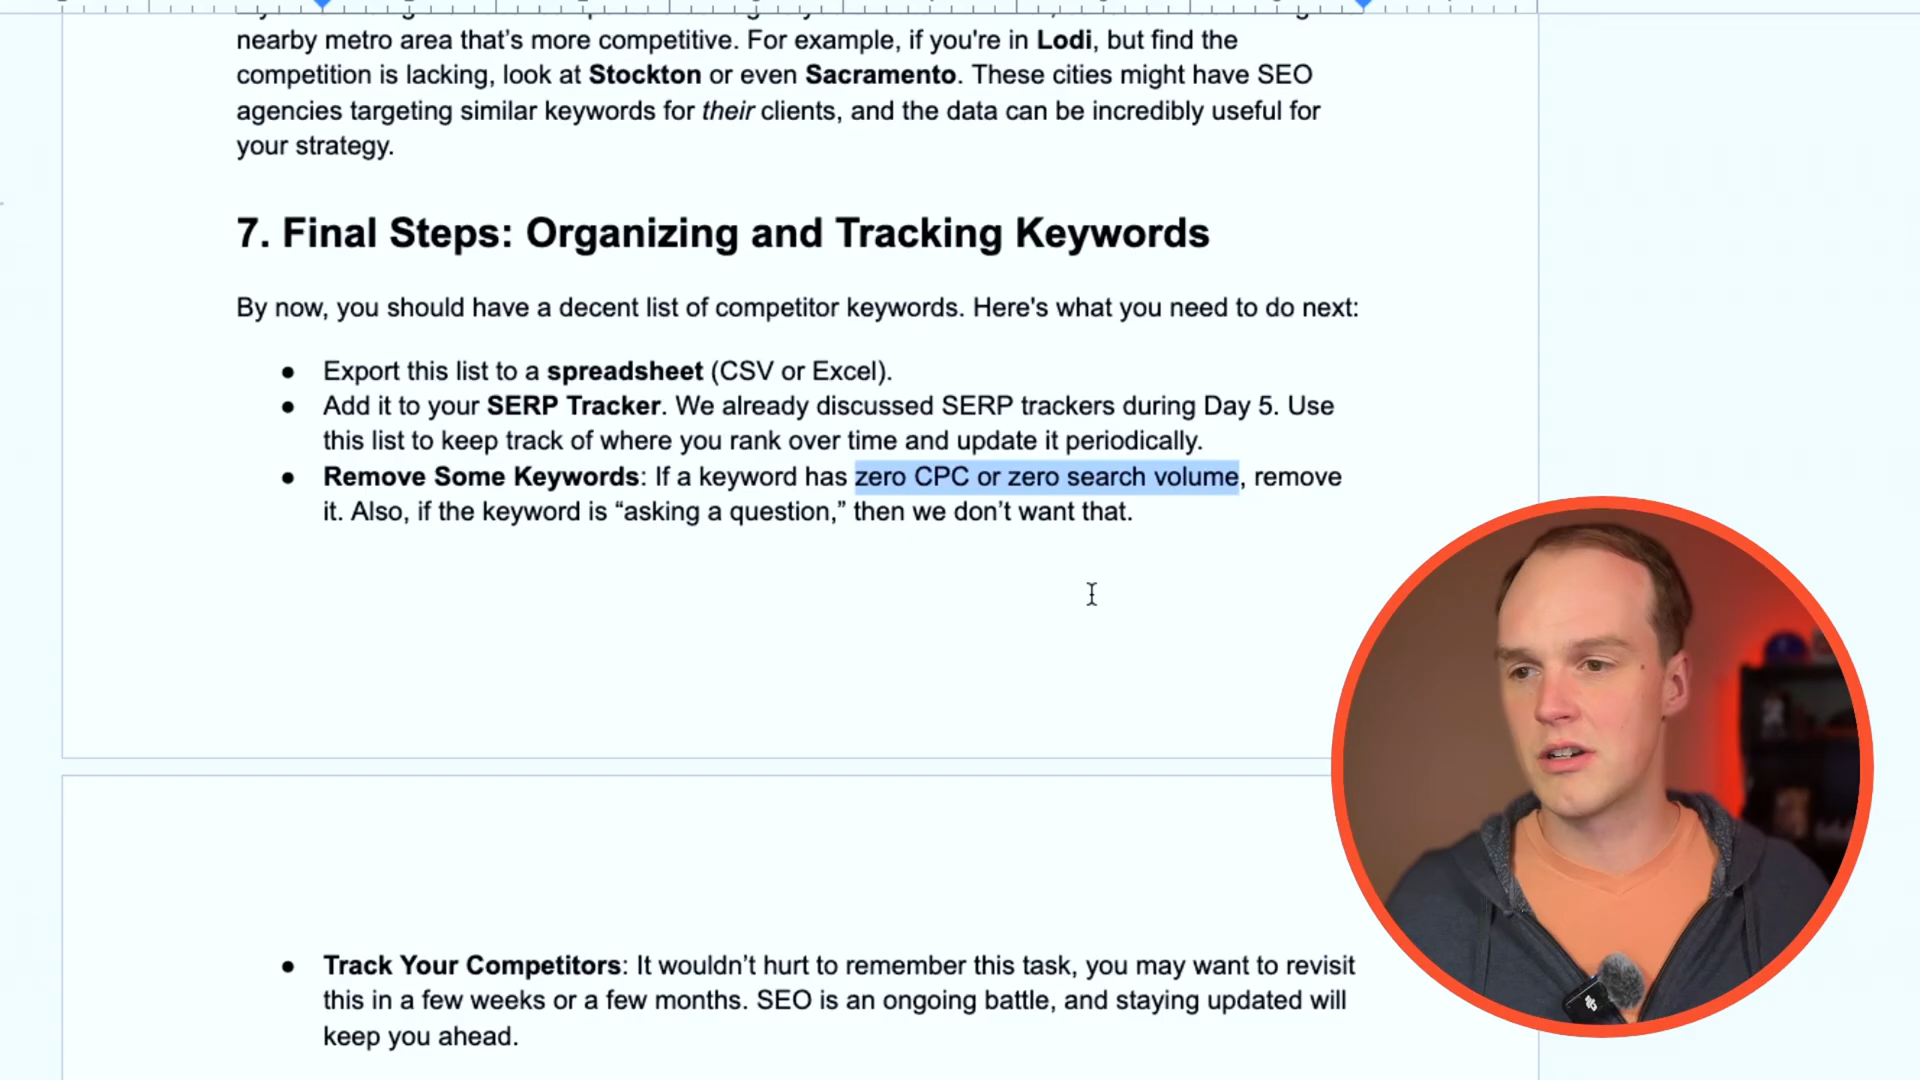 nearby metro area that’s more competitive. For example, if you're in Lodi, but find the
competition is lacking, look at Stockton or even Sacramento. These cities might have SEO
agencies targeting similar keywords for their clients, and the data can be incredibly useful for
your strategy.
7. Final Steps: Organizing and Tracking Keywords
By now, you should have a decent list of competitor keywords. Here's what you need to do next:
● Export this list to a spreadsheet (CSV or Excel).
● Add it to your SERP Tracker. We already discussed SERP trackers during Day 5. Use
this list to keep track of where you rank over time and update it periodically.
● Remove Some Keywords: If a keyword has zero CPC or zero search volume, remove
it. Also, if the keyword is “asking a question,” then we don’t want that.
● Track Your Competitors: It wouldn’t hurt to remember this task, you may want to revisit
this in a few weeks or a few months. SEO is an ongoing battle, and staying updated will
keep you ahead.